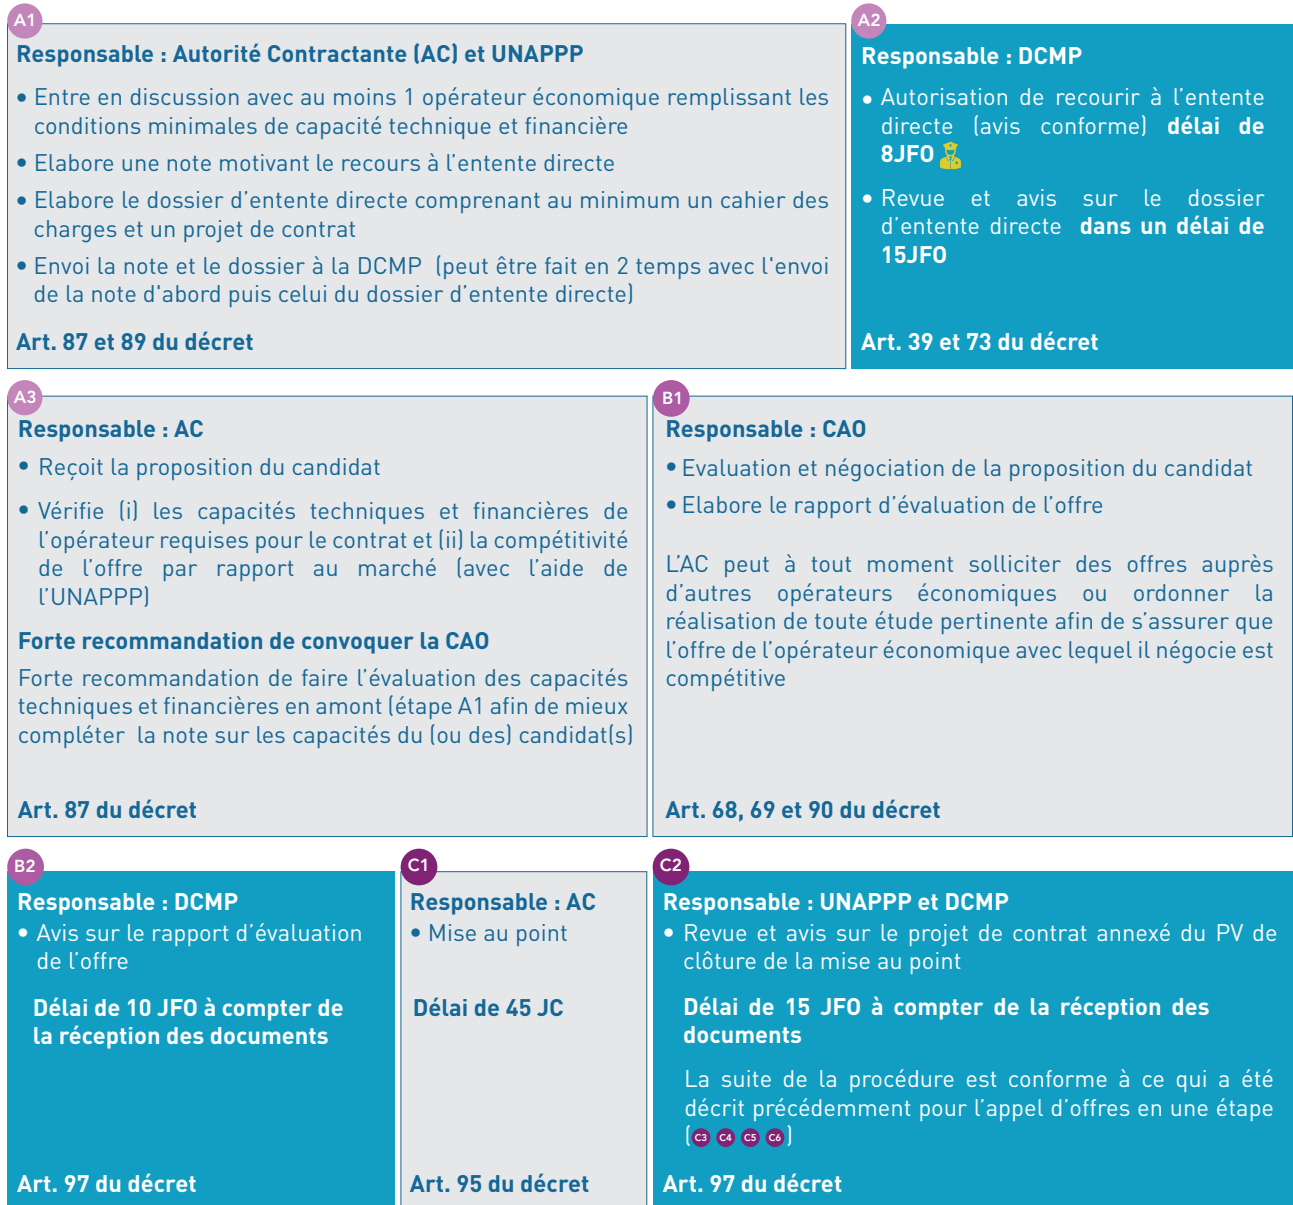 A1
Responsable : Autorité Contractante (AC) et UNAPPP
• Entre en discussion avec au moins 1 opérateur économique remplissant les
conditions minimales de capacité technique et financière
• Elabore une note motivant le recours à l'entente directe
• Elabore le dossier d'entente directe comprenant au minimum un cahier des
charges et un projet de contrat
• Envoi la note et le dossier à la DCMP (peut être fait en 2 temps avec l'envoi
de la note d'abord puis celui du dossier d'entente directe)
Art. 87 et 89 du décret
A2
Responsable : DCMP
• Autorisation de recourir à l'entente
directe (avis conforme) délai de
8JFO
• Revue et avis sur le dossier
d'entente directe dans un délai de
15JFO
Art. 39 et 73 du décret
A3
Responsable : AC
• Reçoit la proposition du candidat
• Vérifie (i) les capacités techniques et financières de
l'opérateur requises pour le contrat et (ii) la compétitivité
de l'offre par rapport au marché (avec l'aide de
l'UNAPPP)
Forte recommandation de convoquer la CAO
Forte recommandation de faire l'évaluation des capacités
techniques et financières en amont (étape A1 afin de mieux
compléter la note sur les capacités du (ou des) candidat(s)
Art. 87 du décret
B1
Responsable : CAO
• Evaluation et négociation de la proposition du candidat
• Elabore le rapport d'évaluation de l'offre
L'AC peut à tout moment solliciter des offres auprès
d'autres opérateurs économiques ou ordonner la
réalisation de toute étude pertinente afin de s'assurer que
l'offre de l'opérateur économique avec lequel il négocie est
compétitive
Art. 68, 69 et 90 du décret
B2
Responsable : DCMP
• Avis sur le rapport d'évaluation
de l'offre
Délai de 10 JFO à compter de
la réception des documents
Art. 97 du décret
C1
Responsable : AC
• Mise au point
Délai de 45 JC
Art. 95 du décret
C2
Responsable : UNAPPP et DCMP
• Revue et avis sur le projet de contrat annexé du PV de
clôture de la mise au point
Délai de 15 JFO à compter de la réception des
documents
La suite de la procédure est conforme à ce qui a été
décrit précédemment pour l'appel d'offres en une étape
(C3 C4 C5 C6)
Art. 97 du décret